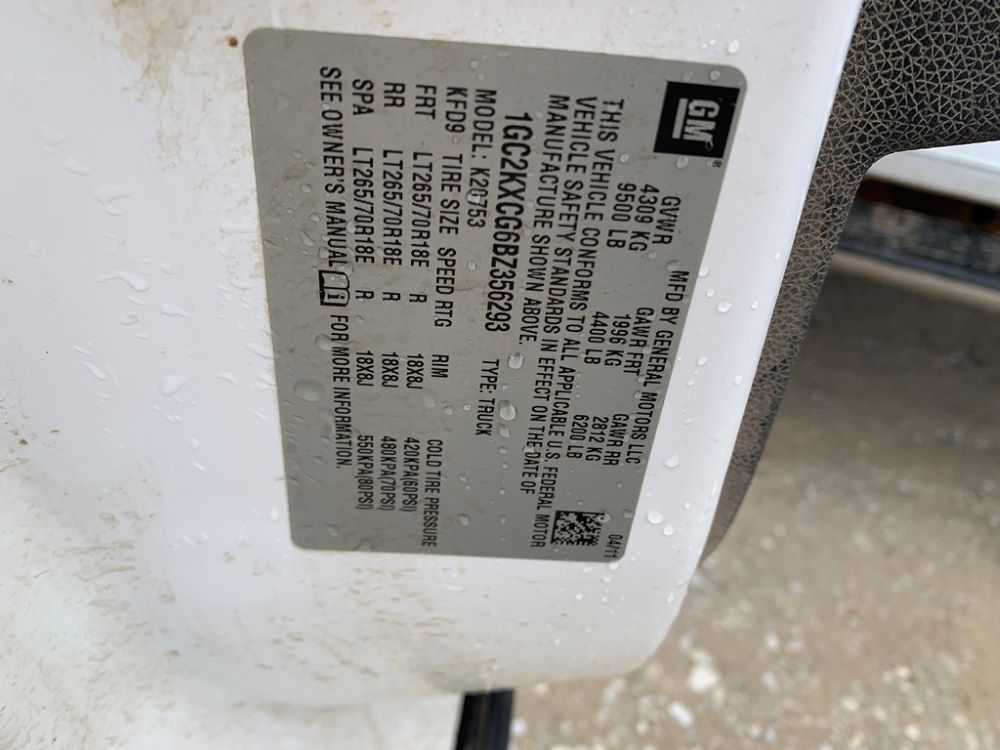 GM®
MFD BY GENERAL MOTORS LLC 04/11
GVWR GAWR FRT GAWR RR
4309 KG 1996 KG 2812 KG
9500 LB 4400 LB 6200 LB
THIS VEHICLE CONFORMS TO ALL APPLICABLE U.S. FEDERAL MOTOR
VEHICLE SAFETY STANDARDS IN EFFECT ON THE DATE OF
MANUFACTURE SHOWN ABOVE.
1GC2KXCG6BZ356293 TYPE: TRUCK
MODEL: K20753
KFD9 TIRE SIZE SPEED RTG RIM COLD TIRE PRESSURE
FRT LT265/70R18E R 18X8J 420KPA(60PSI)
RR LT265/70R18E R 18X8J 480KPA(70PSI)
SPA LT265/70R18E R 18X8J 550KPA(80PSI)
SEE OWNER'S MANUAL FOR MORE INFORMATION.